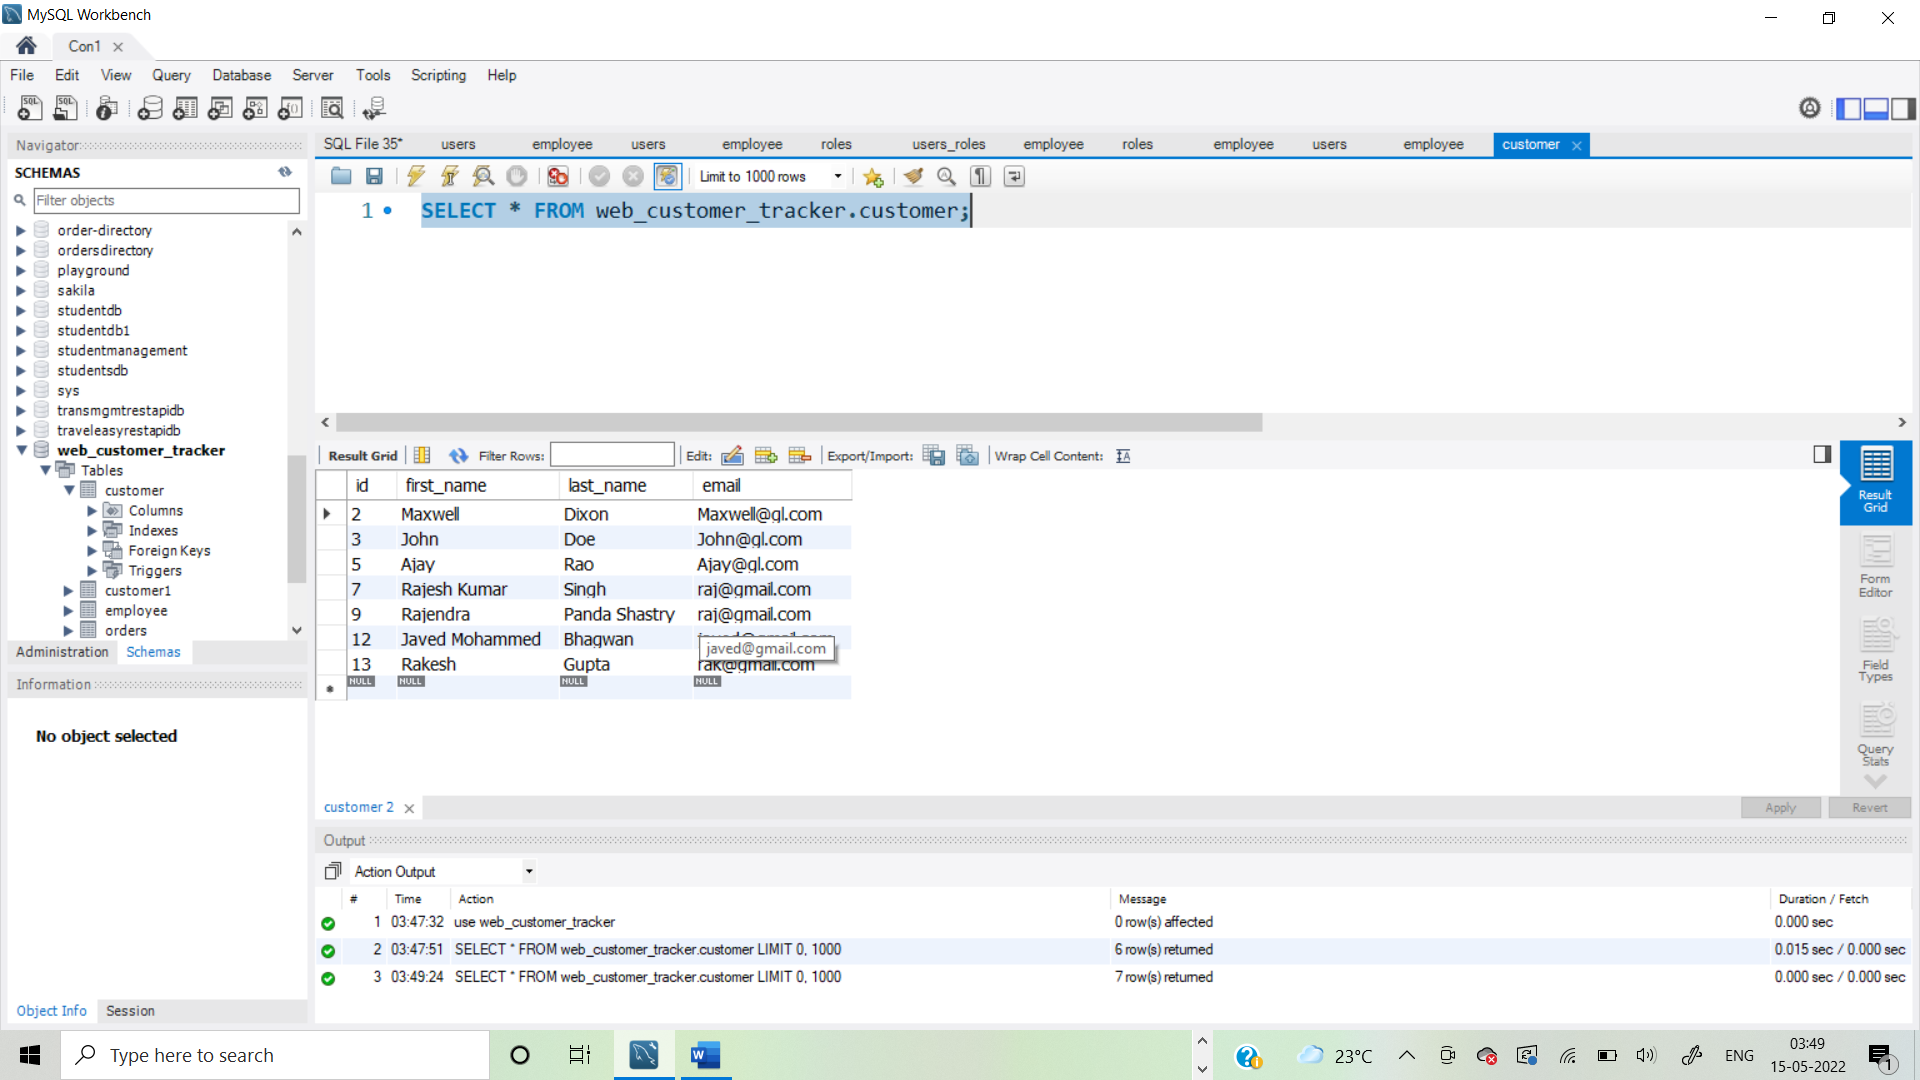 MySQL Workbench
Con1
File Edit View Query Database Server Tools Scripting Help
Navigator
SCHEMAS
Filter objects
order-directory
ordersdirectory
playground
sakila
studentdb
studentdb1
studentmanagement
studentsdb
sys
transmgmtrestapidb
traveleasyrestapidb
web_customer_tracker
Tables
customer
Columns
Indexes
Foreign Keys
Triggers
customer1
employee
orders
Administration Schemas
Information
No object selected
Object Info Session
SQL File 35* users employee users employee roles users_roles employee roles employee users employee customer
Limit to 1000 rows
1 SELECT * FROM web_customer_tracker.customer;
Result Grid Filter Rows: Edit: Export/Import: Wrap Cell Content:
id first_name last_name email
2 Maxwell Dixon Maxwell@gl.com
3 John Doe John@gl.com
5 Ajay Rao Ajay@gl.com
7 Rajesh Kumar Singh raj@gmail.com
9 Rajendra Panda Shastry raj@gmail.com
12 Javed Mohammed Bhagwan javed@gmail.com
javed@gmail.com
13 Rakesh Gupta rak@gmail.com
NULL NULL NULL NULL
Result Grid
Form Editor
Field Types
Query Stats
customer 2
Apply Revert
Output
Action Output
# Time Action Message Duration / Fetch
1 03:47:32 use web_customer_tracker 0 row(s) affected 0.000 sec
2 03:47:51 SELECT * FROM web_customer_tracker.customer LIMIT 0, 1000 6 row(s) returned 0.015 sec / 0.000 sec
3 03:49:24 SELECT * FROM web_customer_tracker.customer LIMIT 0, 1000 7 row(s) returned 0.000 sec / 0.000 sec
Type here to search
23°C
ENG
03:49
15-05-2022
1